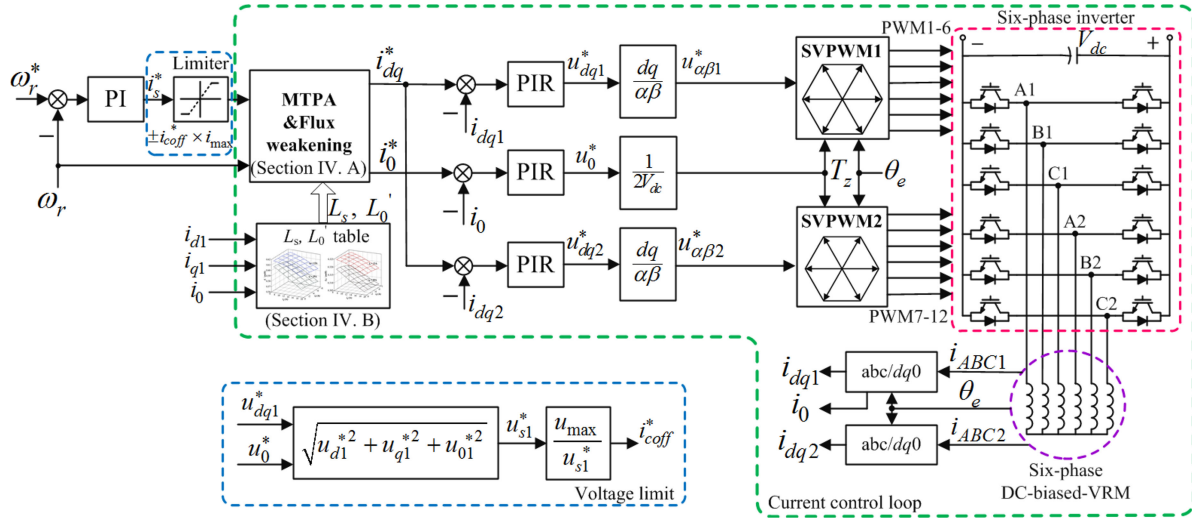 Six-phase inverter
PWM1-6
− V_dc +
Limiter
ω_r^*
PI
i_s^*
±i_coff^* × i_max
−
ω_r
MTPA
&Flux
weakening
(Section IV. A)
i_dq^*
i_0^*
−
i_dq1
PIR
u_dq1^*
dq
αβ
u_αβ1^*
SVPWM1
−
i_0
PIR
u_0^*
1
2V_dc
T_z
θ_e
L_s, L_0'
i_d1
i_q1
i_0
L_s, L_0' table
(Section IV. B)
−
i_dq2
PIR
u_dq2^*
dq
αβ
u_αβ2^*
SVPWM2
PWM7-12
A1
B1
C1
A2
B2
C2
i_dq1
abc/dq0
i_ABC1
i_0
θ_e
i_dq2
abc/dq0
i_ABC2
Six-phase
DC-biased-VRM
Current control loop
u_dq1^*
u_0^*
√(u_d1^*2 + u_q1^*2 + u_01^*2)
u_s1^*
u_max
u_s1^*
i_coff^*
Voltage limit